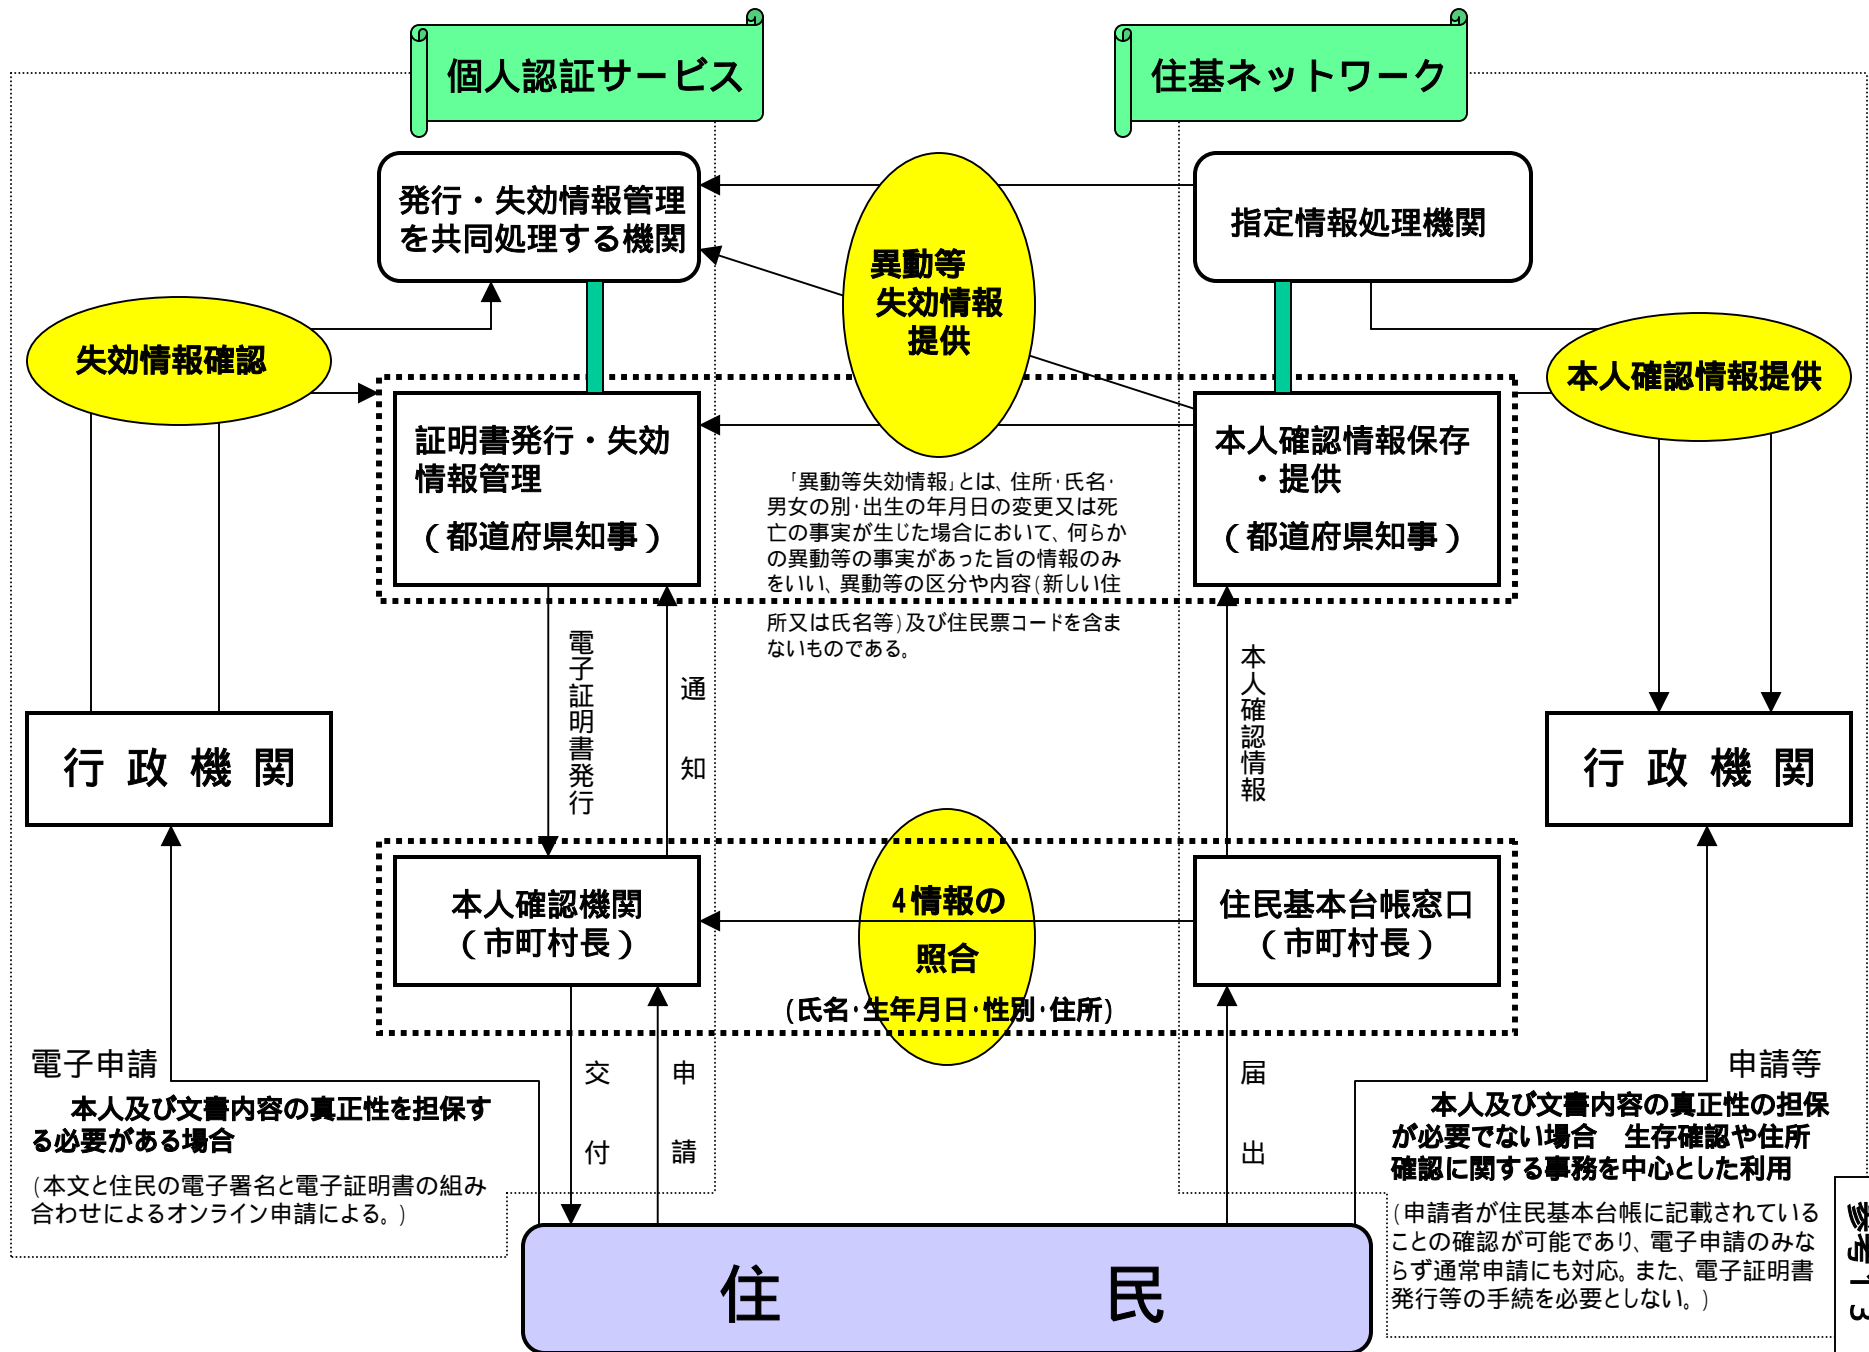 個人認証サービス
住基ネットワーク
発行・失効情報管理
を共同処理する機関
指定情報処理機関
異動等
失効情報
提供
失効情報確認
本人確認情報提供
証明書発行・失効
情報管理
（都道府県知事）
本人確認情報保存
・提供
（都道府県知事）
「異動等失効情報」とは、住所・氏名・
男女の別・出生の年月日の変更又は死
亡の事実が生じた場合において、何らか
の異動等の事実があった旨の情報のみ
をいい、異動等の区分や内容（新しい住
所又は氏名等）及び住民票コードを含ま
ないものである。
電子証明書発行
通知
本人確認情報
行政機関
行政機関
本人確認機関
（市町村長）
4情報の
照合
（氏名・生年月日・性別・住所）
住民基本台帳窓口
（市町村長）
電子申請
本人及び文書内容の真正性を担保す
る必要がある場合
（本文と住民の電子署名と電子証明書の組み
合わせによるオンライン申請による。）
交付
申請
届出
申請等
本人及び文書内容の真正性の担保
が必要でない場合　生存確認や住所
確認に関する事務を中心とした利用
（申請者が住民基本台帳に記載されている
ことの確認が可能であり、電子申請のみな
らず通常申請にも対応。また、電子証明書
発行等の手続を必要としない。）
住民
参考１３